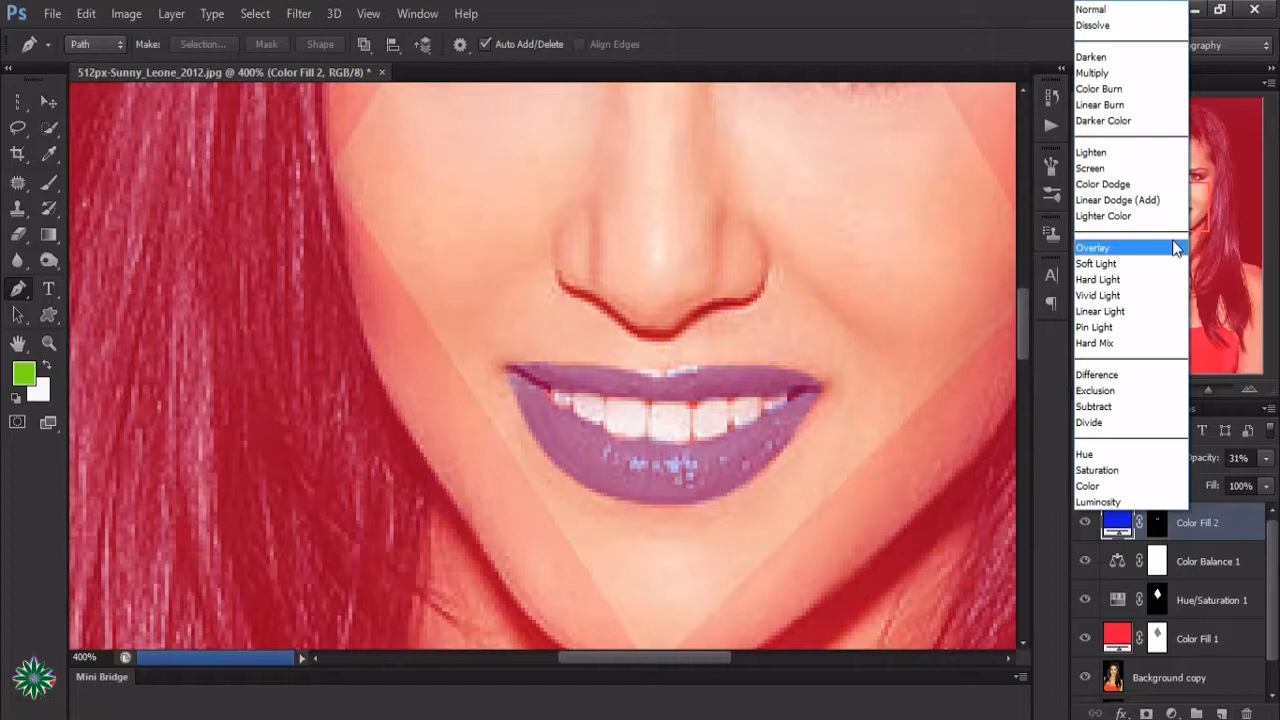 Ps File Edit Image Layer Type Select Filter 3D View Window Help
Path Make: Selection... Mask Shape Auto Add/Delete Align Edges
512px-Sunny_Leone_2012.jpg @ 400% (Color Fill 2, RGB/8) * ×
Normal
Dissolve
Darken
Multiply
Color Burn
Linear Burn
Darker Color
Lighten
Screen
Color Dodge
Linear Dodge (Add)
Lighter Color
Overlay
Soft Light
Hard Light
Vivid Light
Linear Light
Pin Light
Hard Mix
Difference
Exclusion
Subtract
Divide
Hue
Saturation
Color
Luminosity
ography
Opacity: 31%
Fill: 100%
Color Fill 2
Color Balance 1
Hue/Saturation 1
Color Fill 1
Background copy
400%
Mini Bridge